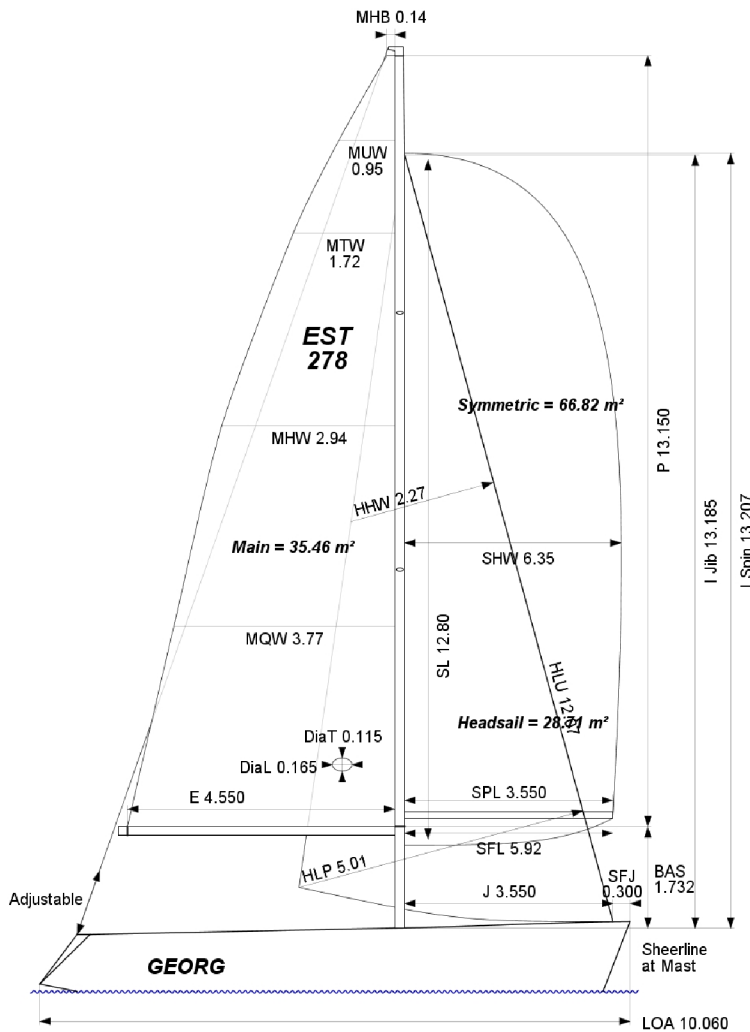 MHB 0.14
MUW
0.95
MTW
1.72
EST
278
Symmetric = 66.82 m²
P 13.150
MHW 2.94
HHW 2.27
I Jib 13.185
I Spin 13.207
Main = 35.46 m²
SHW 6.35
MQW 3.77
SL 12.80
HLU
Headsail = 28.71 m²
DiaT 0.115
DiaL 0.165
E 4.550
SPL 3.550
SFL 5.92
HLP 5.01
SFJ
0.300
BAS
1.732
J 3.550
Adjustable
GEORG
Sheerline
at Mast
LOA 10.060